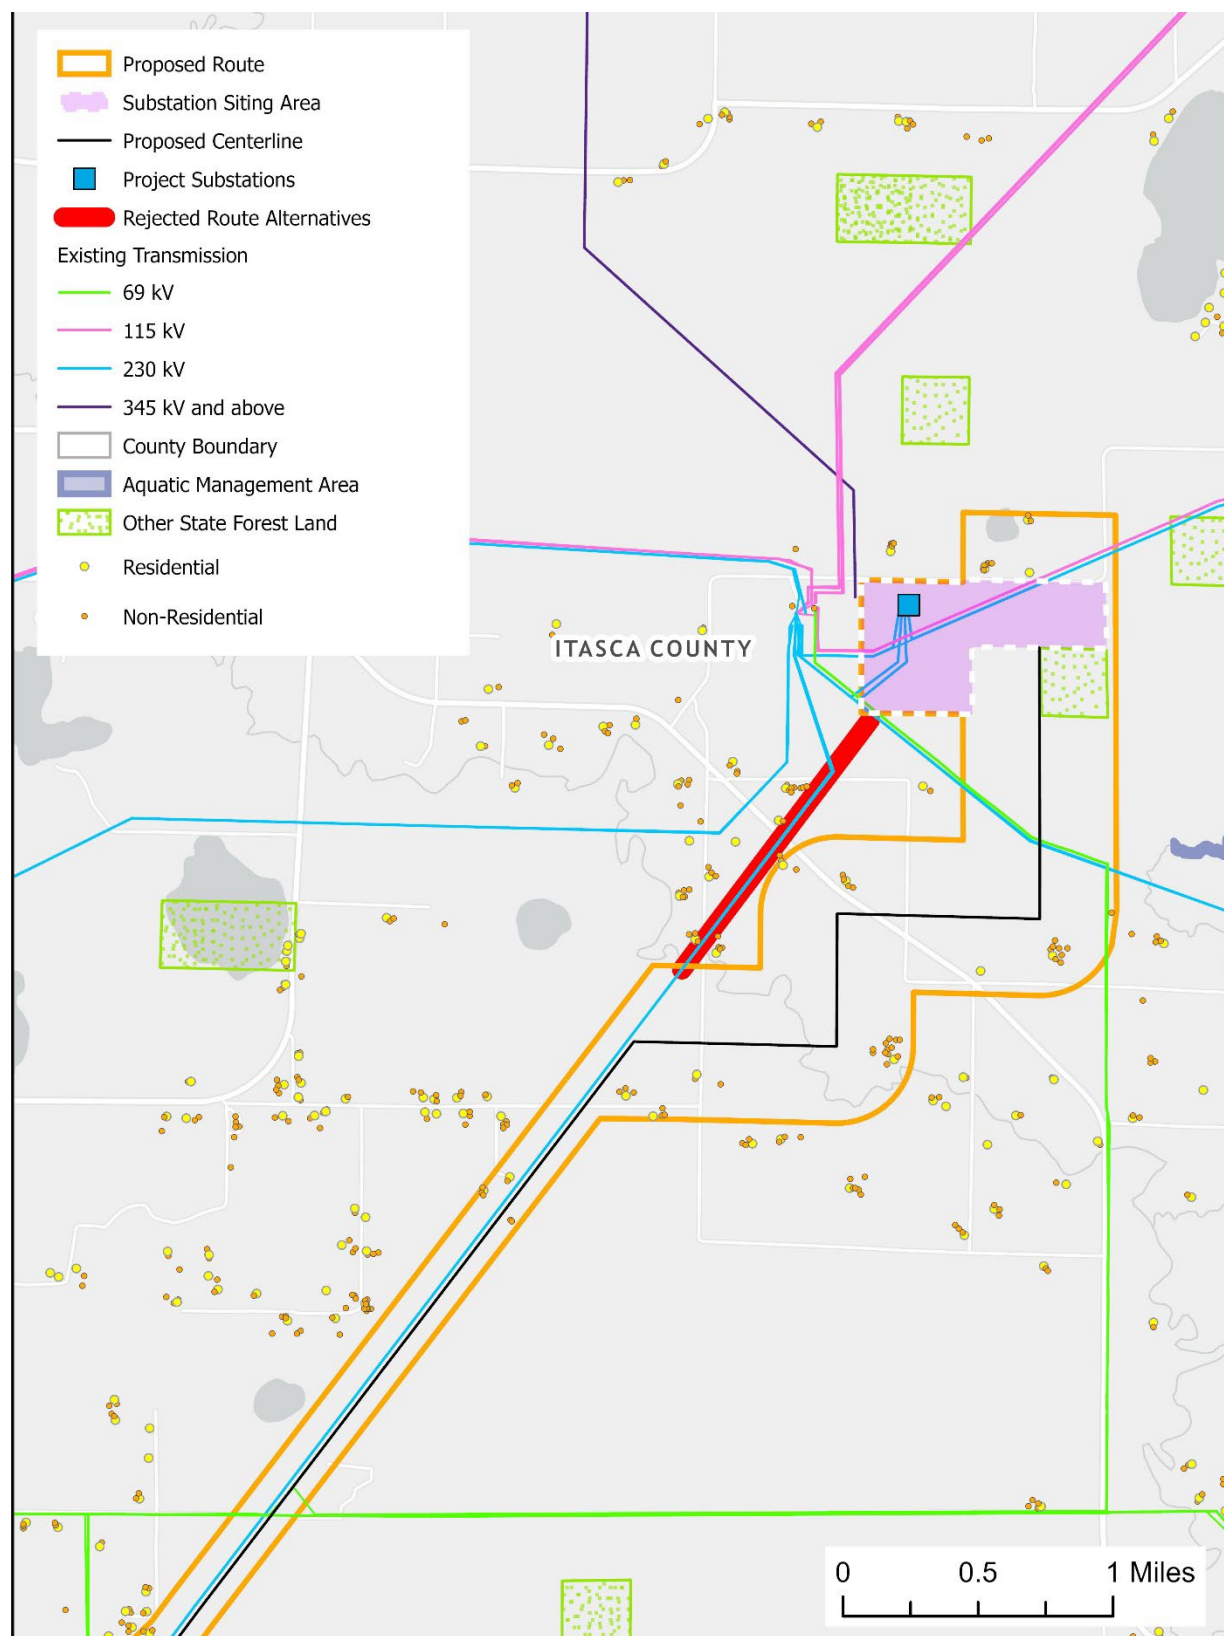 Proposed Route
Substation Siting Area
Proposed Centerline
Project Substations
Rejected Route Alternatives
Existing Transmission
69 kV
115 kV
230 kV
345 kV and above
County Boundary
Aquatic Management Area
Other State Forest Land
Residential
Non-Residential
ITASCA COUNTY
0 0.5 1 Miles